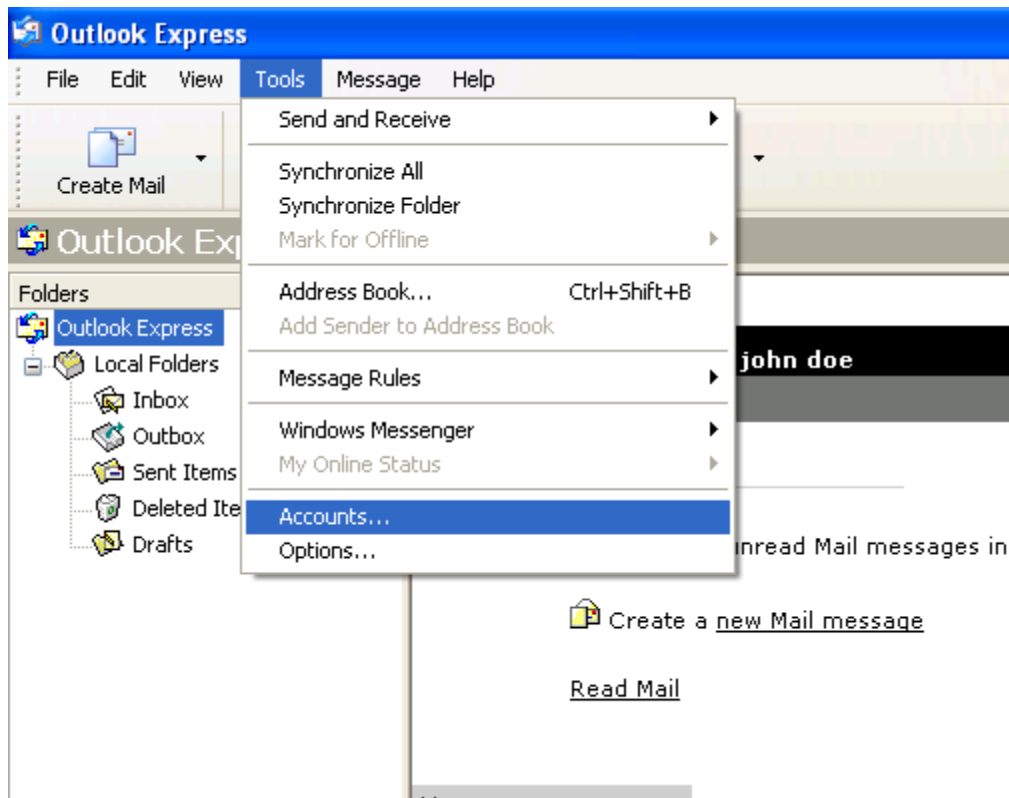 Outlook Express
File Edit View Tools Message Help
Send and Receive
Create Mail
Synchronize All
Synchronize Folder
Mark for Offline
Outlook Exp
Folders
Address Book... Ctrl+Shift+B
Add Sender to Address Book
Outlook Express
Local Folders
john doe
Message Rules
Inbox
Windows Messenger
Outbox
My Online Status
Sent Items
Deleted Ite
Accounts...
Drafts
Options...
unread Mail messages in
Create a new Mail message
Read Mail